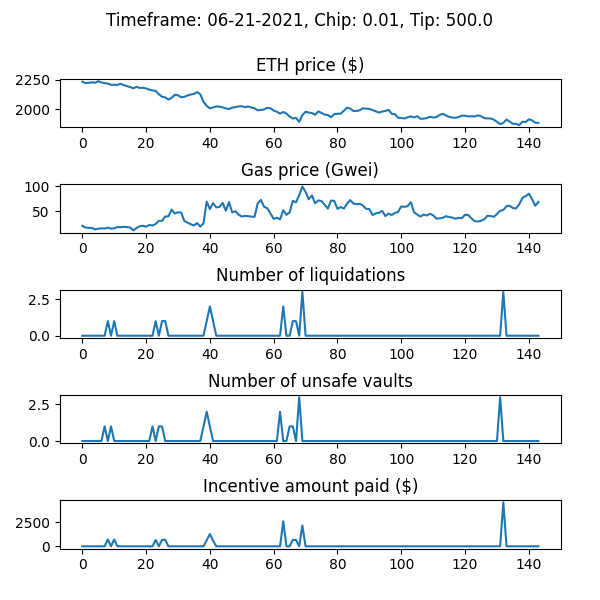 Timeframe: 06-21-2021, Chip: 0.01, Tip: 500.0
ETH price ($)
2250
2000
0 20 40 60 80 100 120 140
Gas price (Gwei)
100
50
0 20 40 60 80 100 120 140
Number of liquidations
2.5
0.0
0 20 40 60 80 100 120 140
Number of unsafe vaults
2.5
0.0
0 20 40 60 80 100 120 140
Incentive amount paid ($)
2500
0
0 20 40 60 80 100 120 140